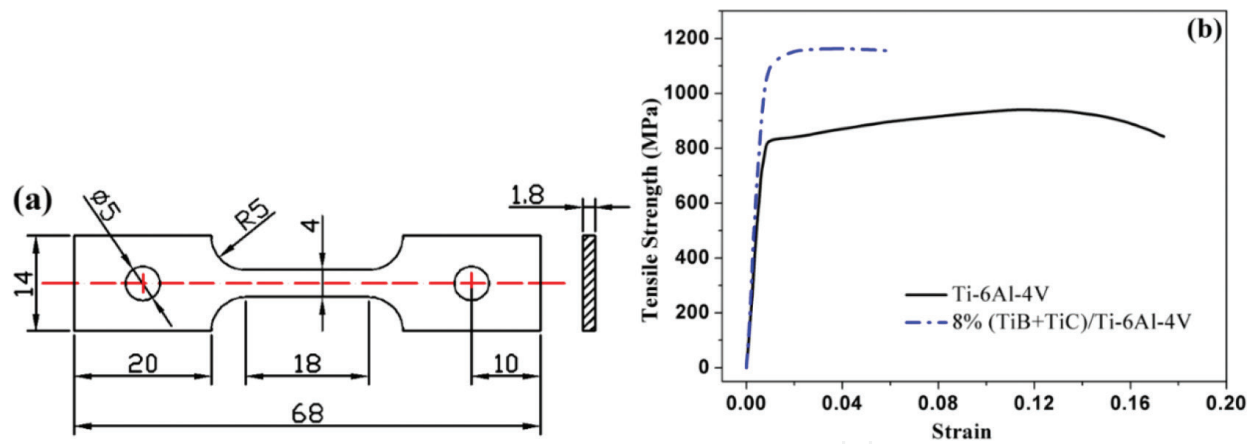 (a)
ø5
R5
4
1.8
14
20
18
10
68
(b)
Tensile Strength (MPa)
1200
1000
800
600
400
200
0
Ti-6Al-4V
8% (TiB+TiC)/Ti-6Al-4V
0.00 0.04 0.08 0.12 0.16 0.20
Strain